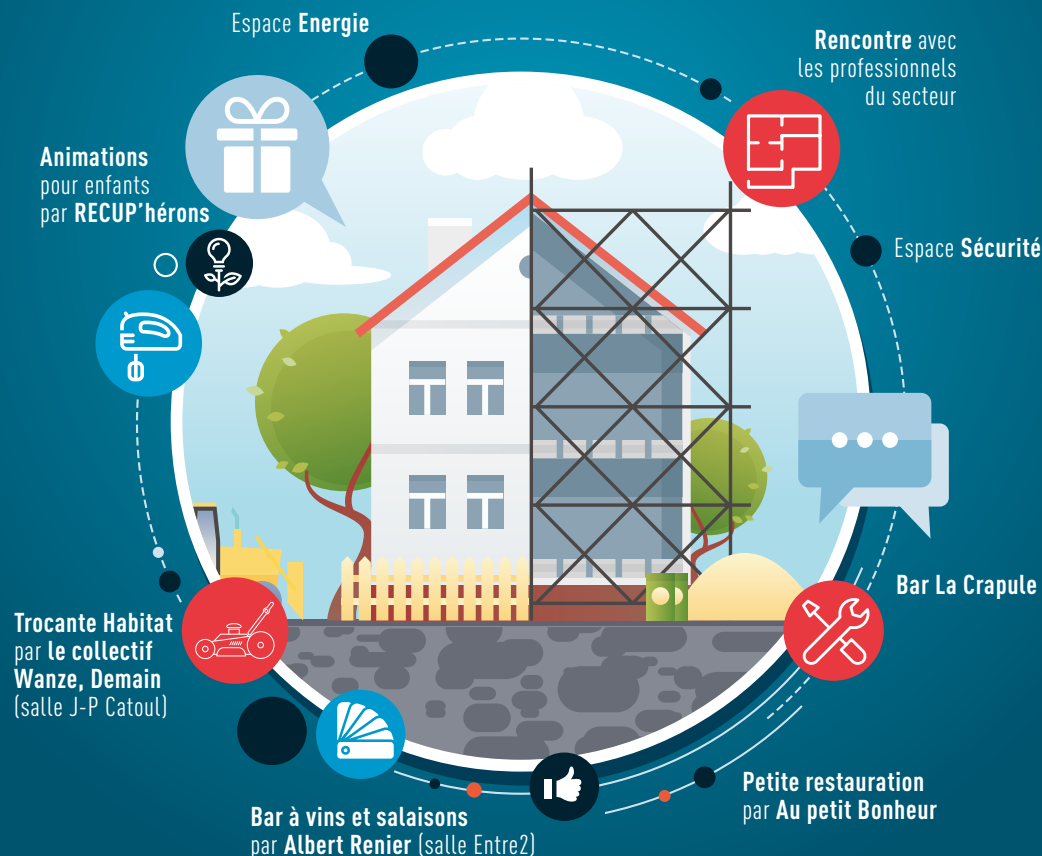 Espace Energie
Rencontre avec
les professionnels
du secteur
Animations
pour enfants
par RECUP'hérons
Espace Sécurité
Bar La Crapule
Trocante Habitat
par le collectif
Wanze, Demain
(salle J-P Catoul)
Petite restauration
par Au petit Bonheur
Bar à vins et salaisons
par Albert Renier (salle Entre2)